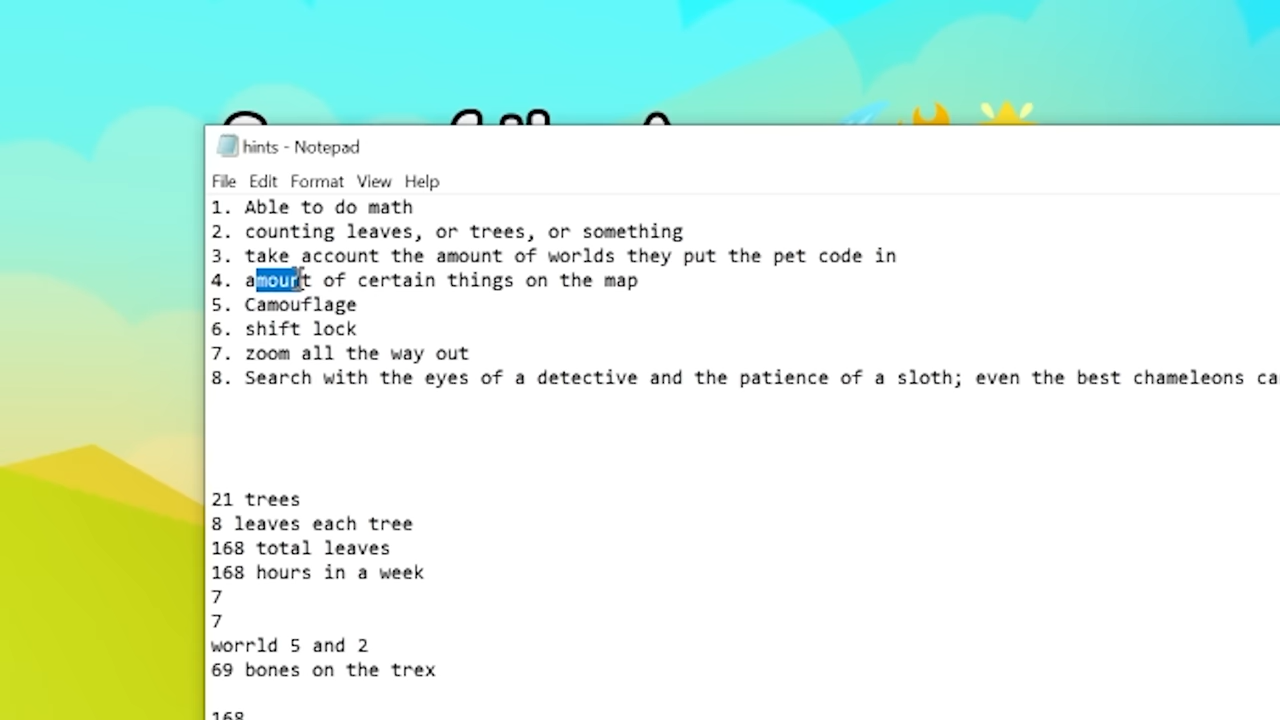 hints - Notepad
File Edit Format View Help
1. Able to do math
2. counting leaves, or trees, or something
3. take account the amount of worlds they put the pet code in
4. amount of certain things on the map
5. Camouflage
6. shift lock
7. zoom all the way out
8. Search with the eyes of a detective and the patience of a sloth; even the best chameleons
21 trees
8 leaves each tree
168 total leaves
168 hours in a week
7
7
worrld 5 and 2
69 bones on the trex
168